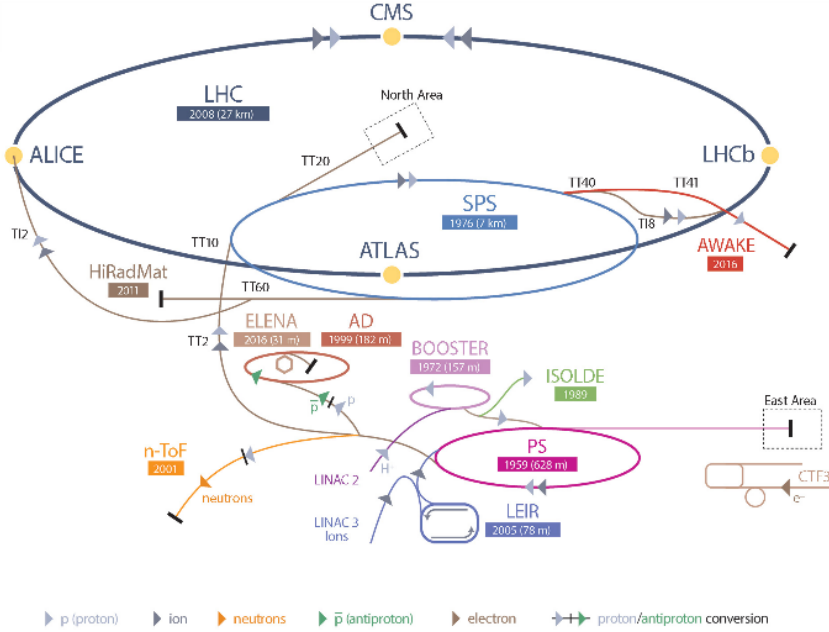 CMS
LHC
2008 (27 km)
North Area
ALICE
TT20
LHCb
TT40
TT41
SPS
1976 (7 km)
TI2
TT10
TI8
AWAKE
2016
ATLAS
HiRadMat
2011
TT60
ELENA
2016 (31 m)
AD
1999 (182 m)
TT2
BOOSTER
1972 (157 m)
ISOLDE
1989
p̅
p
East Area
n-ToF
2001
PS
1959 (628 m)
neutrons
LINAC 2
H⁻
CTF3
e⁻
LINAC 3
Ions
LEIR
2005 (78 m)
p (proton)
ion
neutrons
p̅ (antiproton)
electron
proton/antiproton conversion